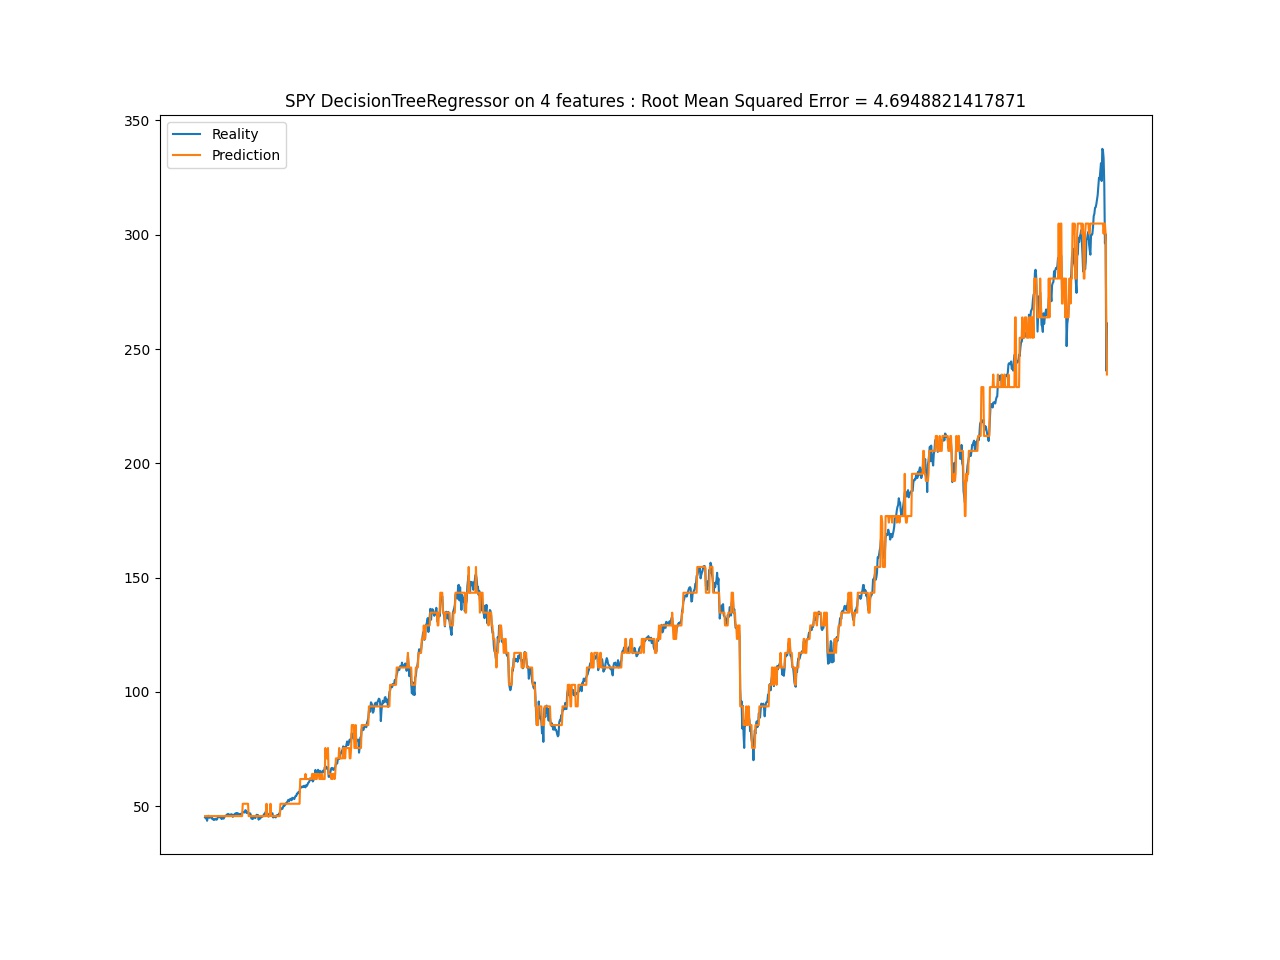 SPY DecisionTreeRegressor on 4 features : Root Mean Squared Error = 4.6948821417871
350
Reality
Prediction
300
250
200
150
100
50